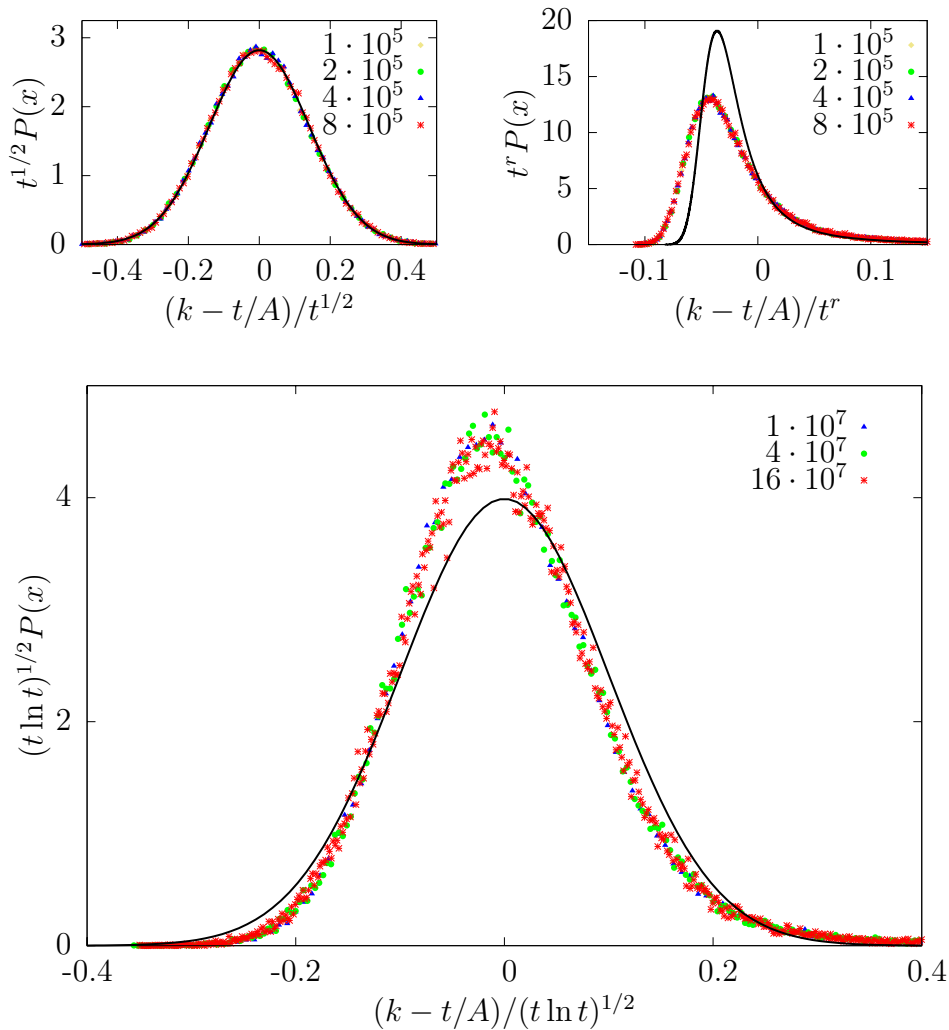 t^{1/2}P(x)
3
2
1
0
-0.4 -0.2 0 0.2 0.4
(k − t/A)/t^{1/2}
1 · 10^5
2 · 10^5
4 · 10^5
8 · 10^5
t^r P(x)
20
15
10
5
0
-0.1 0 0.1
(k − t/A)/t^r
1 · 10^5
2 · 10^5
4 · 10^5
8 · 10^5
(t ln t)^{1/2}P(x)
4
2
0
-0.4 -0.2 0 0.2 0.4
(k − t/A)/(t ln t)^{1/2}
1 · 10^7
4 · 10^7
16 · 10^7